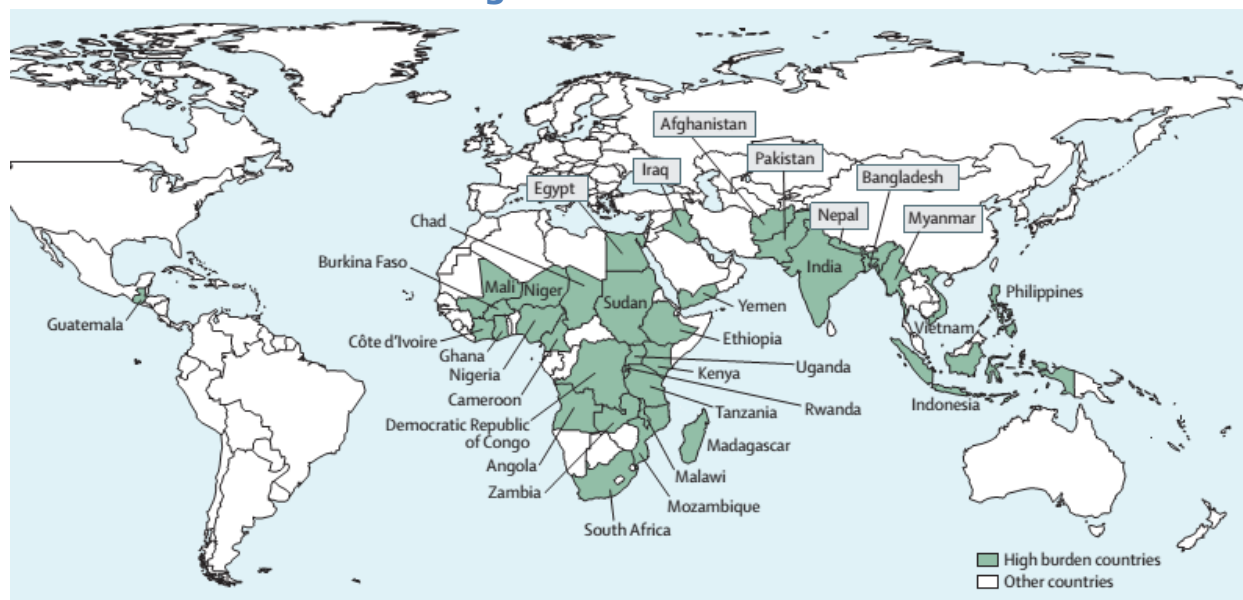 Afghanistan
Pakistan
Iraq
Bangladesh
Egypt
Nepal
Myanmar
Chad
Burkina Faso
Mali
Niger
India
Sudan
Philippines
Yemen
Guatemala
Vietnam
Côte d'Ivoire
Ethiopia
Ghana
Nigeria
Uganda
Kenya
Cameroon
Rwanda
Indonesia
Tanzania
Democratic Republic
of Congo
Madagascar
Angola
Malawi
Zambia
Mozambique
South Africa
High burden countries
Other countries